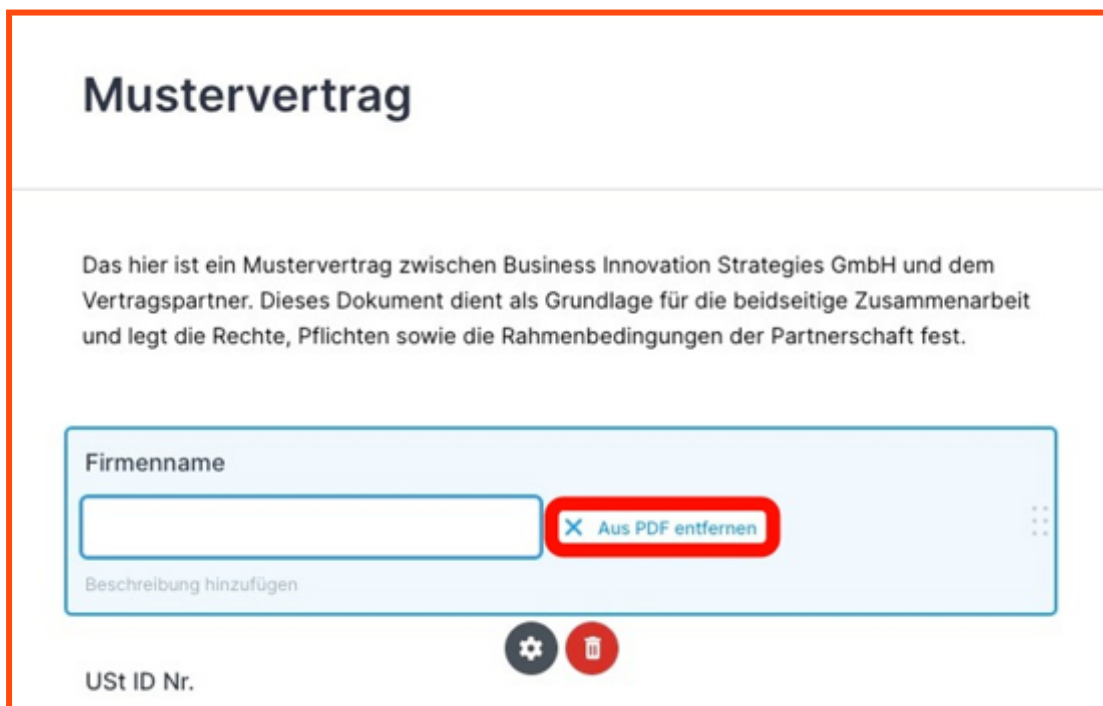 Mustervertrag
Das hier ist ein Mustervertrag zwischen Business Innovation Strategies GmbH und dem
Vertragspartner. Dieses Dokument dient als Grundlage für die beidseitige Zusammenarbeit
und legt die Rechte, Pflichten sowie die Rahmenbedingungen der Partnerschaft fest.
Firmenname
Aus PDF entfernen
Beschreibung hinzufügen
USt ID Nr.